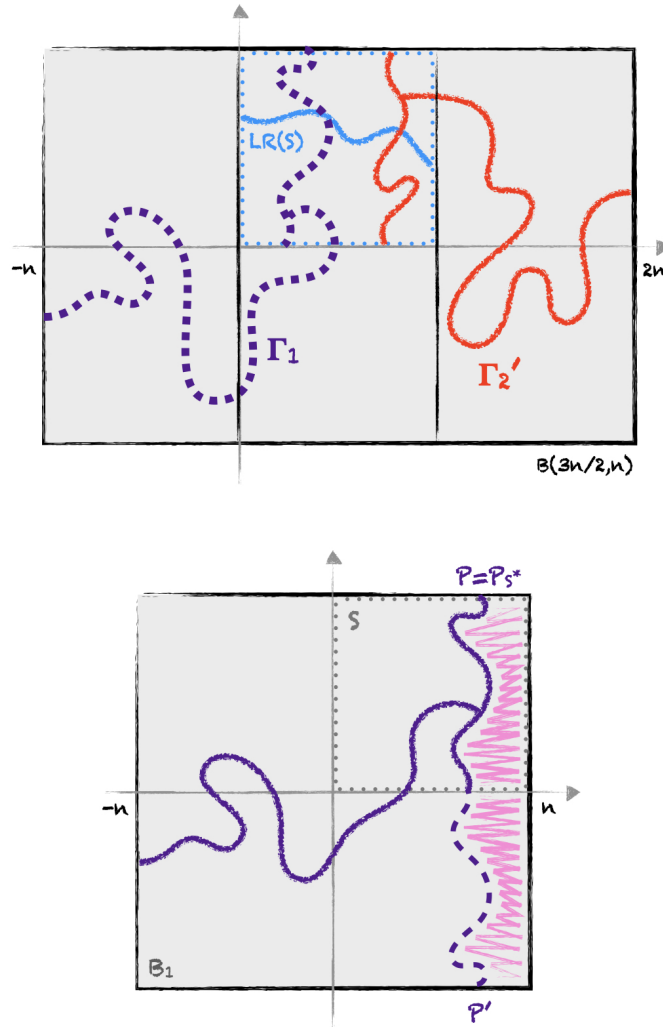 LR(S)
-n
2n
Γ1
Γ2'
B(3n/2,n)
P=Ps*
S
-n
n
B1
P'